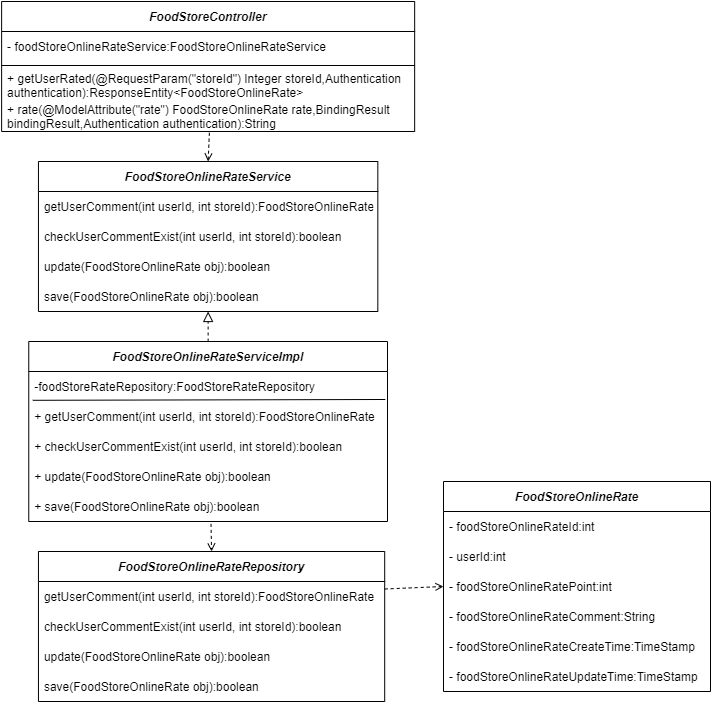 FoodStoreController
- foodStoreOnlineRateService:FoodStoreOnlineRateService
+ getUserRated(@RequestParam("storeId") Integer storeId,Authentication
authentication):ResponseEntity<FoodStoreOnlineRate>
+ rate(@ModelAttribute("rate") FoodStoreOnlineRate rate,BindingResult
bindingResult,Authentication authentication):String
FoodStoreOnlineRateService
getUserComment(int userId, int storeId):FoodStoreOnlineRate
checkUserCommentExist(int userId, int storeId):boolean
update(FoodStoreOnlineRate obj):boolean
save(FoodStoreOnlineRate obj):boolean
FoodStoreOnlineRateServiceImpl
-foodStoreRateRepository:FoodStoreRateRepository
+ getUserComment(int userId, int storeId):FoodStoreOnlineRate
+ checkUserCommentExist(int userId, int storeId):boolean
+ update(FoodStoreOnlineRate obj):boolean
+ save(FoodStoreOnlineRate obj):boolean
FoodStoreOnlineRateRepository
getUserComment(int userId, int storeId):FoodStoreOnlineRate
checkUserCommentExist(int userId, int storeId):boolean
update(FoodStoreOnlineRate obj):boolean
save(FoodStoreOnlineRate obj):boolean
FoodStoreOnlineRate
- foodStoreOnlineRateId:int
- userId:int
- foodStoreOnlineRatePoint:int
- foodStoreOnlineRateComment:String
- foodStoreOnlineRateCreateTime:TimeStamp
- foodStoreOnlineRateUpdateTime:TimeStamp